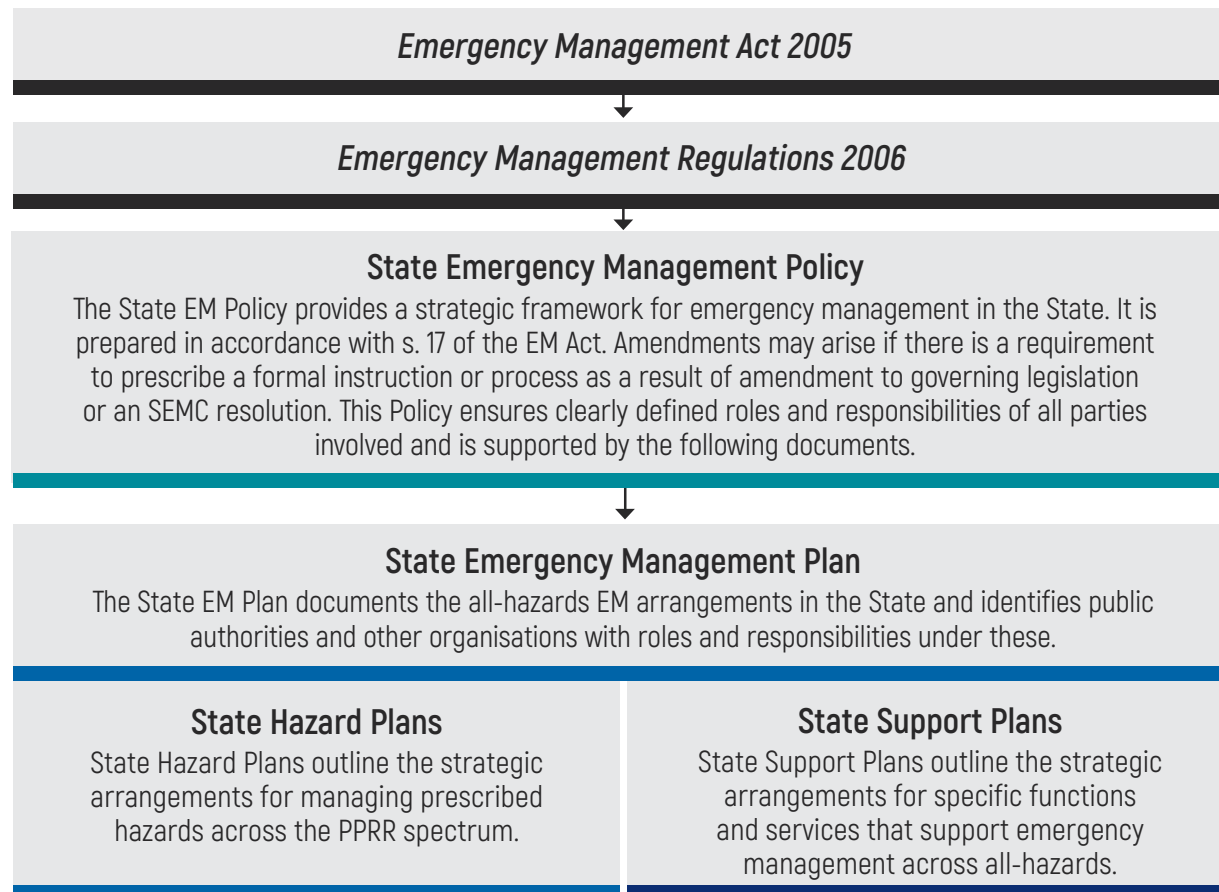 Emergency Management Act 2005
Emergency Management Regulations 2006
State Emergency Management Policy
The State EM Policy provides a strategic framework for emergency management in the State. It is
prepared in accordance with s. 17 of the EM Act. Amendments may arise if there is a requirement
to prescribe a formal instruction or process as a result of amendment to governing legislation
or an SEMC resolution. This Policy ensures clearly defined roles and responsibilities of all parties
involved and is supported by the following documents.
State Emergency Management Plan
The State EM Plan documents the all-hazards EM arrangements in the State and identifies public
authorities and other organisations with roles and responsibilities under these.
State Hazard Plans
State Hazard Plans outline the strategic
arrangements for managing prescribed
hazards across the PPRR spectrum.
State Support Plans
State Support Plans outline the strategic
arrangements for specific functions
and services that support emergency
management across all-hazards.